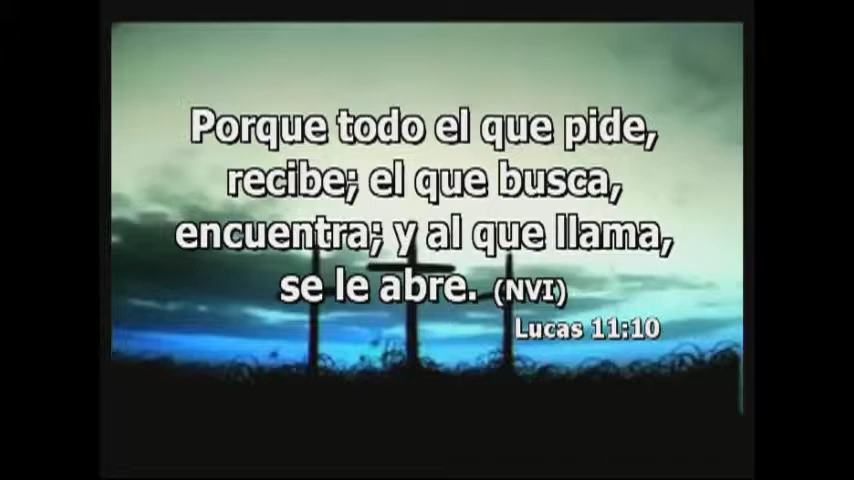 Porque todo el que pide,
recibe; el que busca,
encuentra; y al que llama,
se le abre. (NVI)
Lucas 11:10